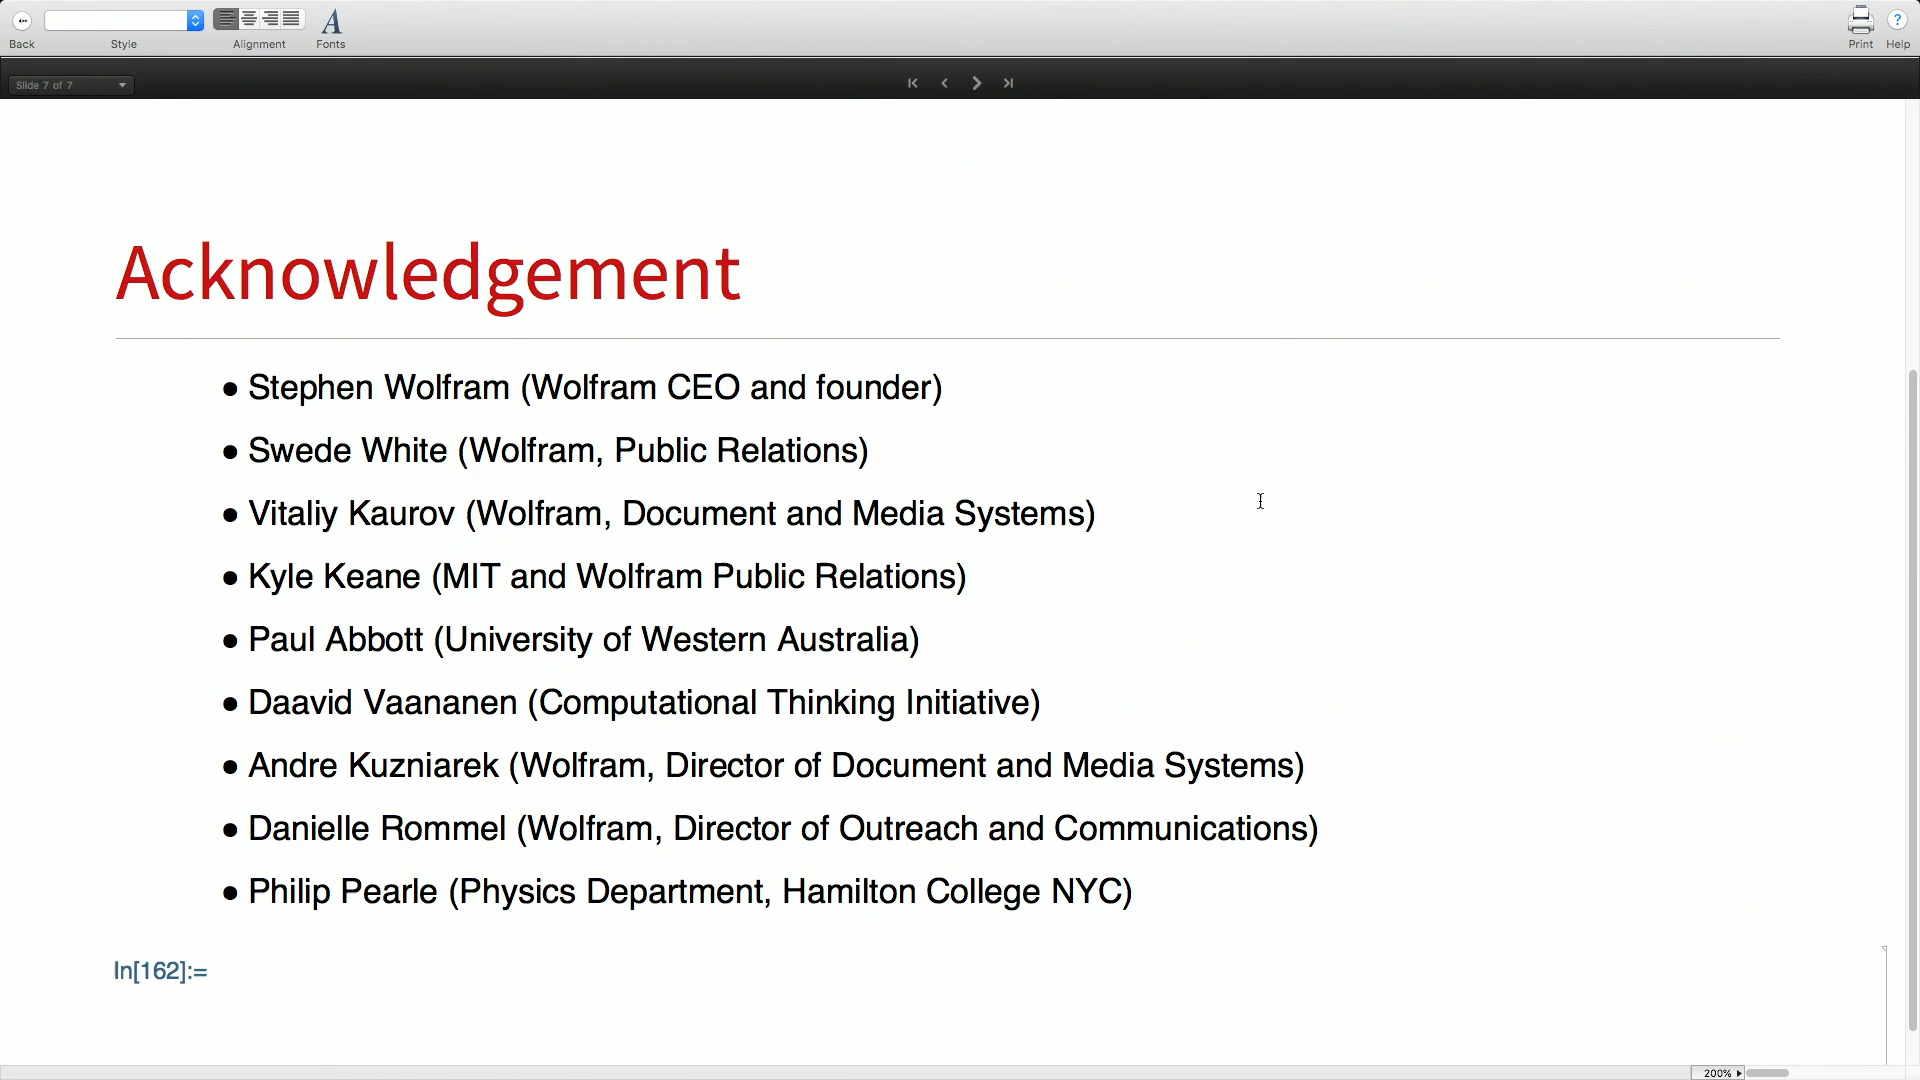 Back
Style
Alignment
Fonts
Print
Help
Slide 7 of 7
Acknowledgement
• Stephen Wolfram (Wolfram CEO and founder)
• Swede White (Wolfram, Public Relations)
• Vitaliy Kaurov (Wolfram, Document and Media Systems)
• Kyle Keane (MIT and Wolfram Public Relations)
• Paul Abbott (University of Western Australia)
• Daavid Vaananen (Computational Thinking Initiative)
• Andre Kuzniarek (Wolfram, Director of Document and Media Systems)
• Danielle Rommel (Wolfram, Director of Outreach and Communications)
• Philip Pearle (Physics Department, Hamilton College NYC)
In[162]:=
200%